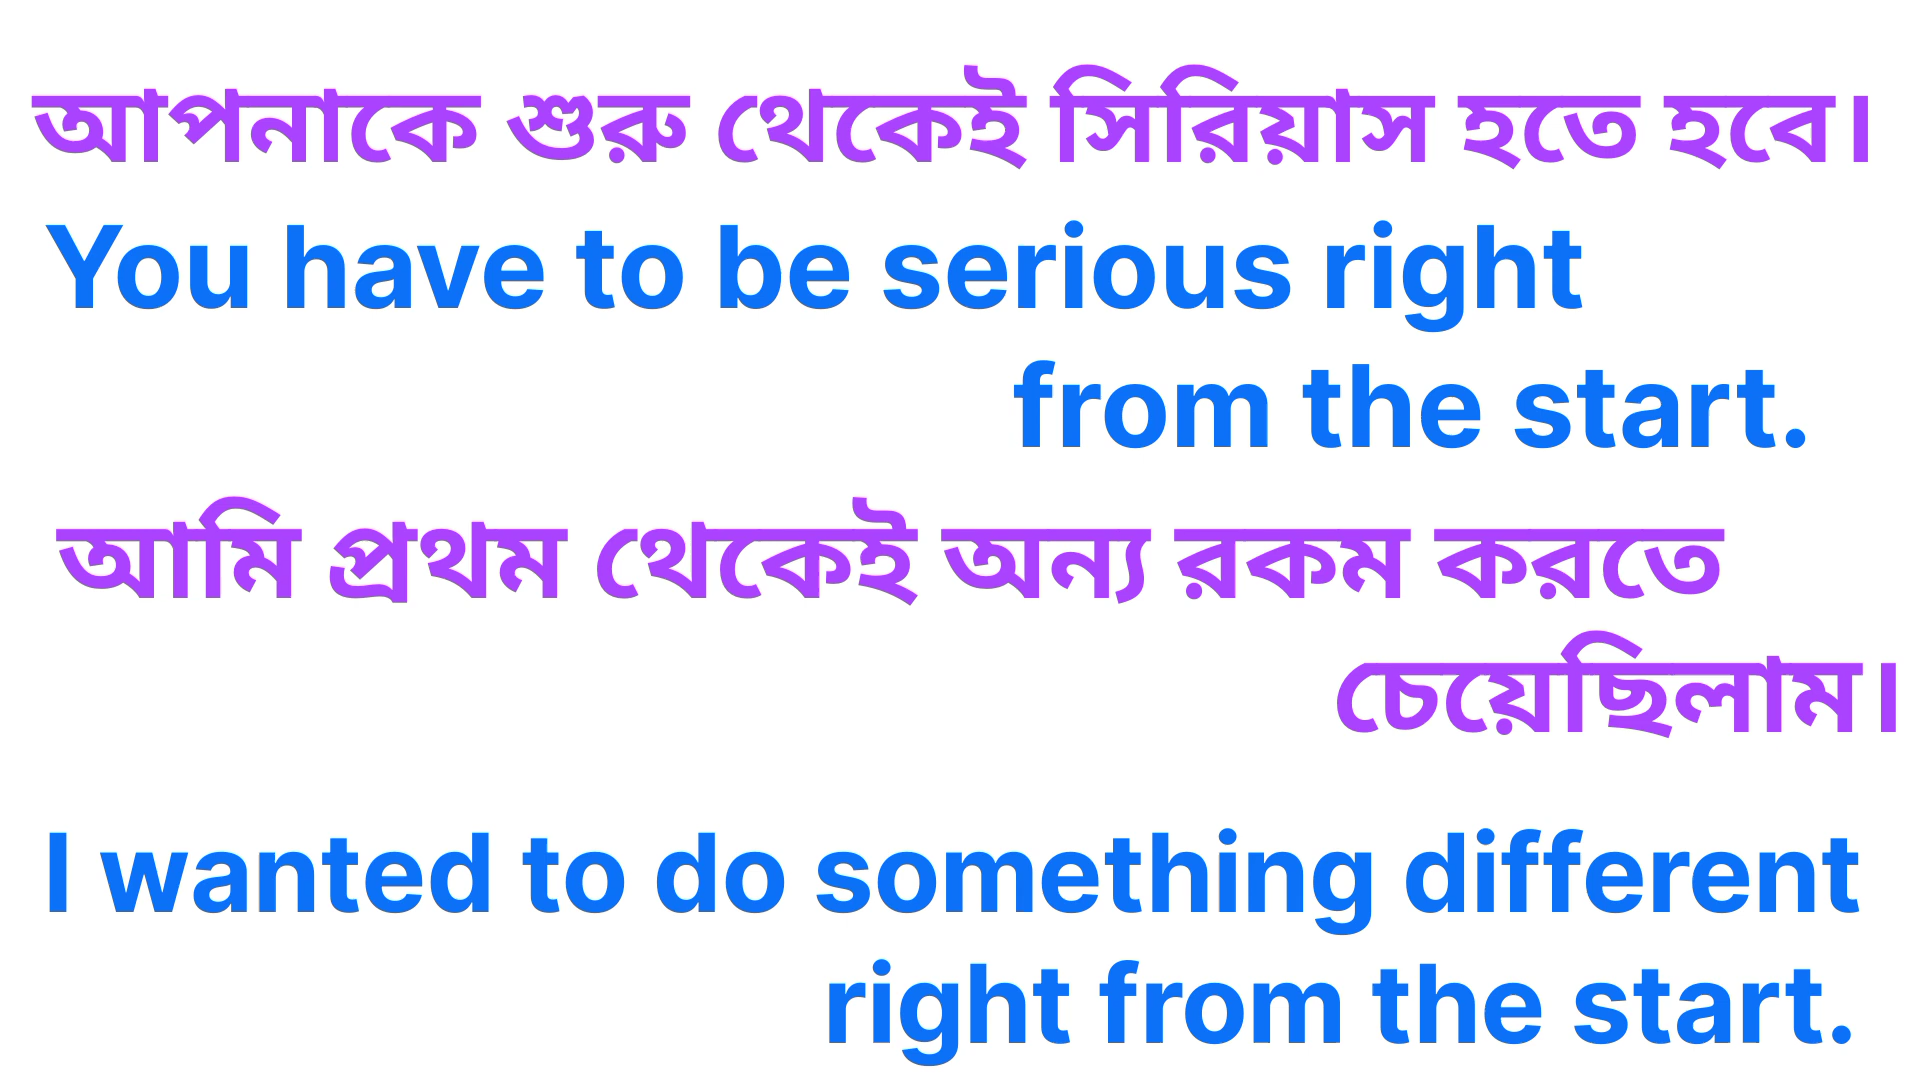 আপনাকে শুরু থেকেই সিরিয়াস হতে হবে।
You have to be serious right
from the start.
আমি প্রথম থেকেই অন্য রকম করতে
চেয়েছিলাম।
I wanted to do something different
right from the start.